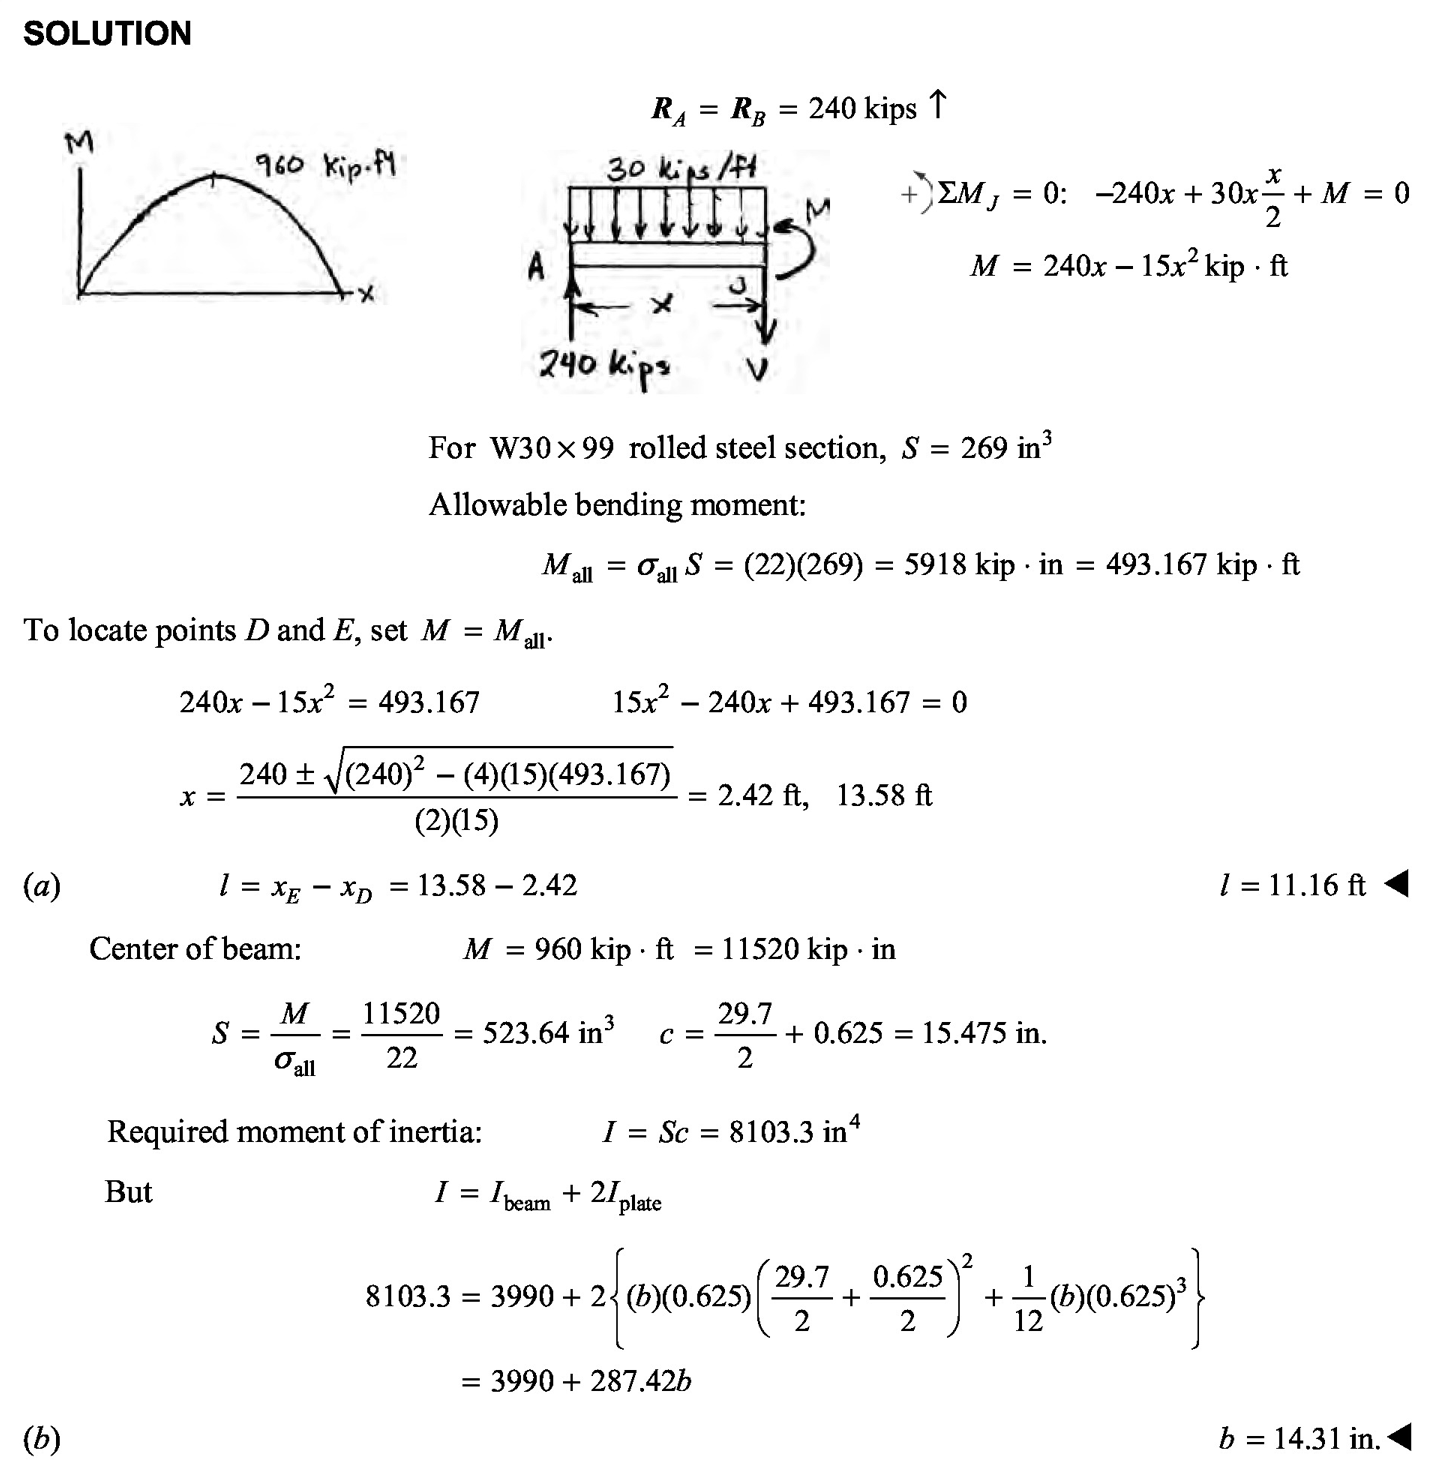 SOLUTION
R_A = R_B = 240 kips ↑
M
960 kip·ft
x
30 kips/ft
M
A
J
x
240 kips
V
+↶ ΣM_J = 0: −240x + 30x x/2 + M = 0
M = 240x − 15x² kip · ft
For W30 × 99 rolled steel section, S = 269 in³
Allowable bending moment:
M_all = σ_all S = (22)(269) = 5918 kip · in = 493.167 kip · ft
To locate points D and E, set M = M_all.
240x − 15x² = 493.167 15x² − 240x + 493.167 = 0
x = (240 ± √((240)² − (4)(15)(493.167)))/((2)(15)) = 2.42 ft, 13.58 ft
(a) l = x_E − x_D = 13.58 − 2.42 l = 11.16 ft ◀
Center of beam: M = 960 kip · ft = 11520 kip · in
S = M/σ_all = 11520/22 = 523.64 in³ c = 29.7/2 + 0.625 = 15.475 in.
Required moment of inertia: I = Sc = 8103.3 in⁴
But I = I_beam + 2I_plate
8103.3 = 3990 + 2{(b)(0.625)(29.7/2 + 0.625/2)² + 1/12 (b)(0.625)³}
= 3990 + 287.42b
(b) b = 14.31 in. ◀